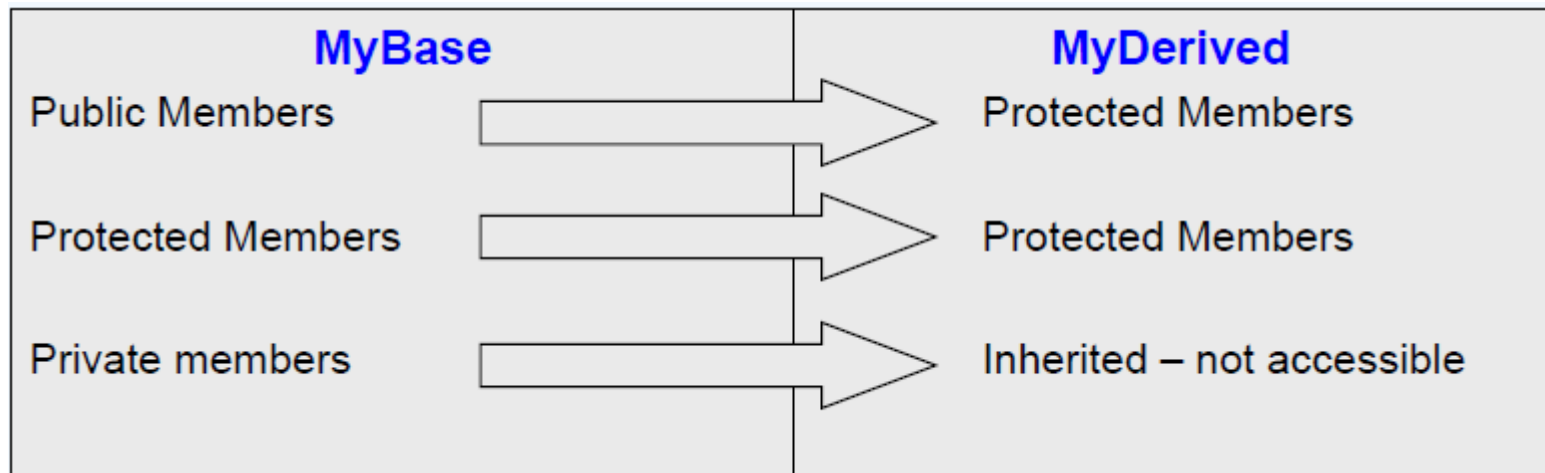 MyBase
MyDerived
Public Members
Protected Members
Protected Members
Protected Members
Private members
Inherited – not accessible